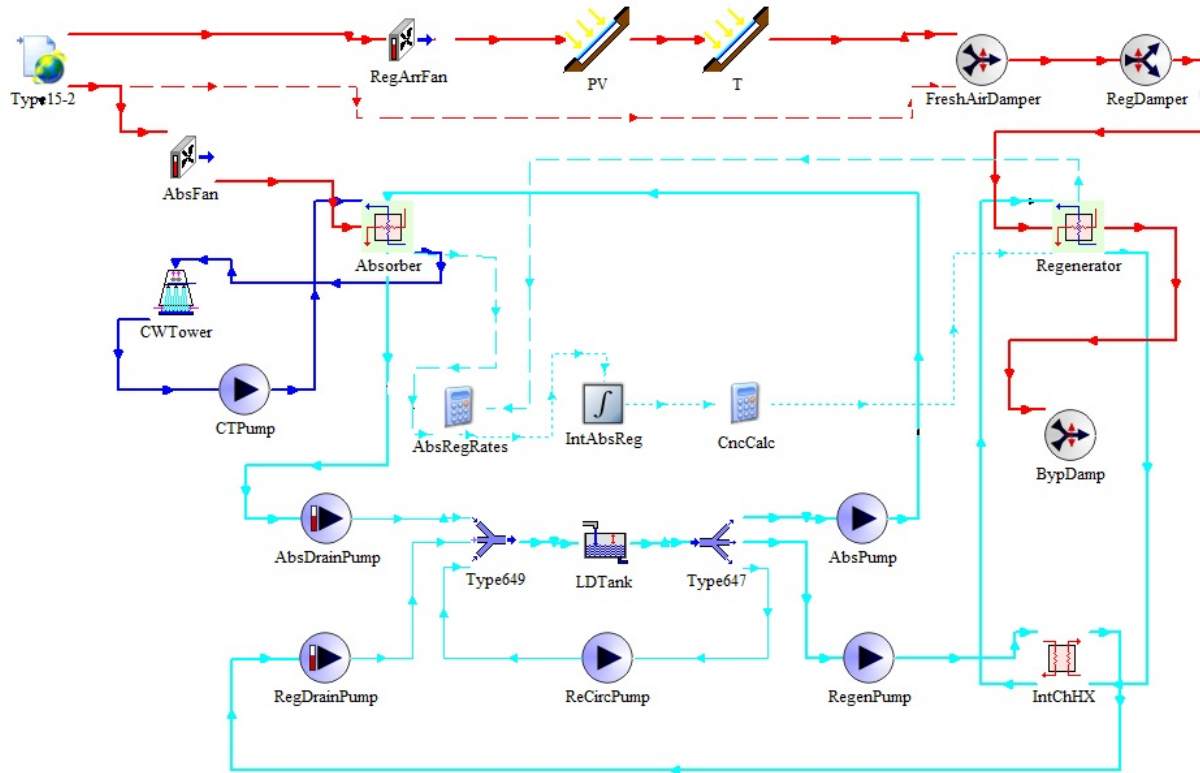 Type15-2
RegArrFan
PV
T
FreshAirDamper
RegDamper
AbsFan
Absorber
Regenerator
CWTower
CTPump
AbsRegRates
IntAbsReg
CncCalc
BypDamp
AbsDrainPump
Type649
LDTank
Type647
AbsPump
RegDrainPump
ReCircPump
RegenPump
IntChHX